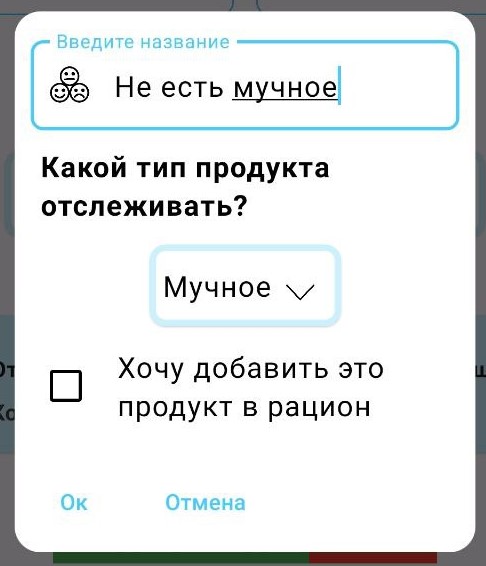 Введите название
Не есть мучное
Какой тип продукта
отслеживать?
Мучное
Хочу добавить это
продукт в рацион
Ок Отмена